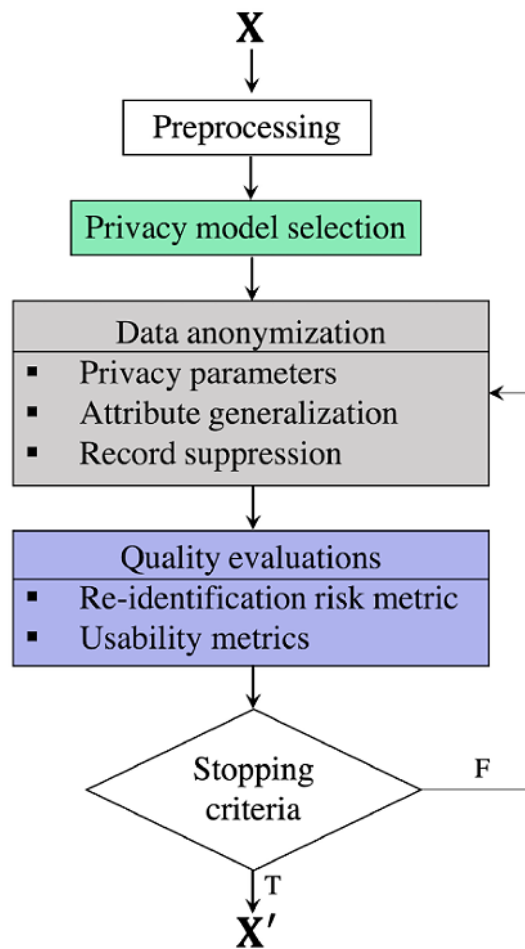 X
Preprocessing
Privacy model selection
Data anonymization
▪ Privacy parameters
▪ Attribute generalization
▪ Record suppression
Quality evaluations
▪ Re-identification risk metric
▪ Usability metrics
Stopping
criteria
F
T
X′